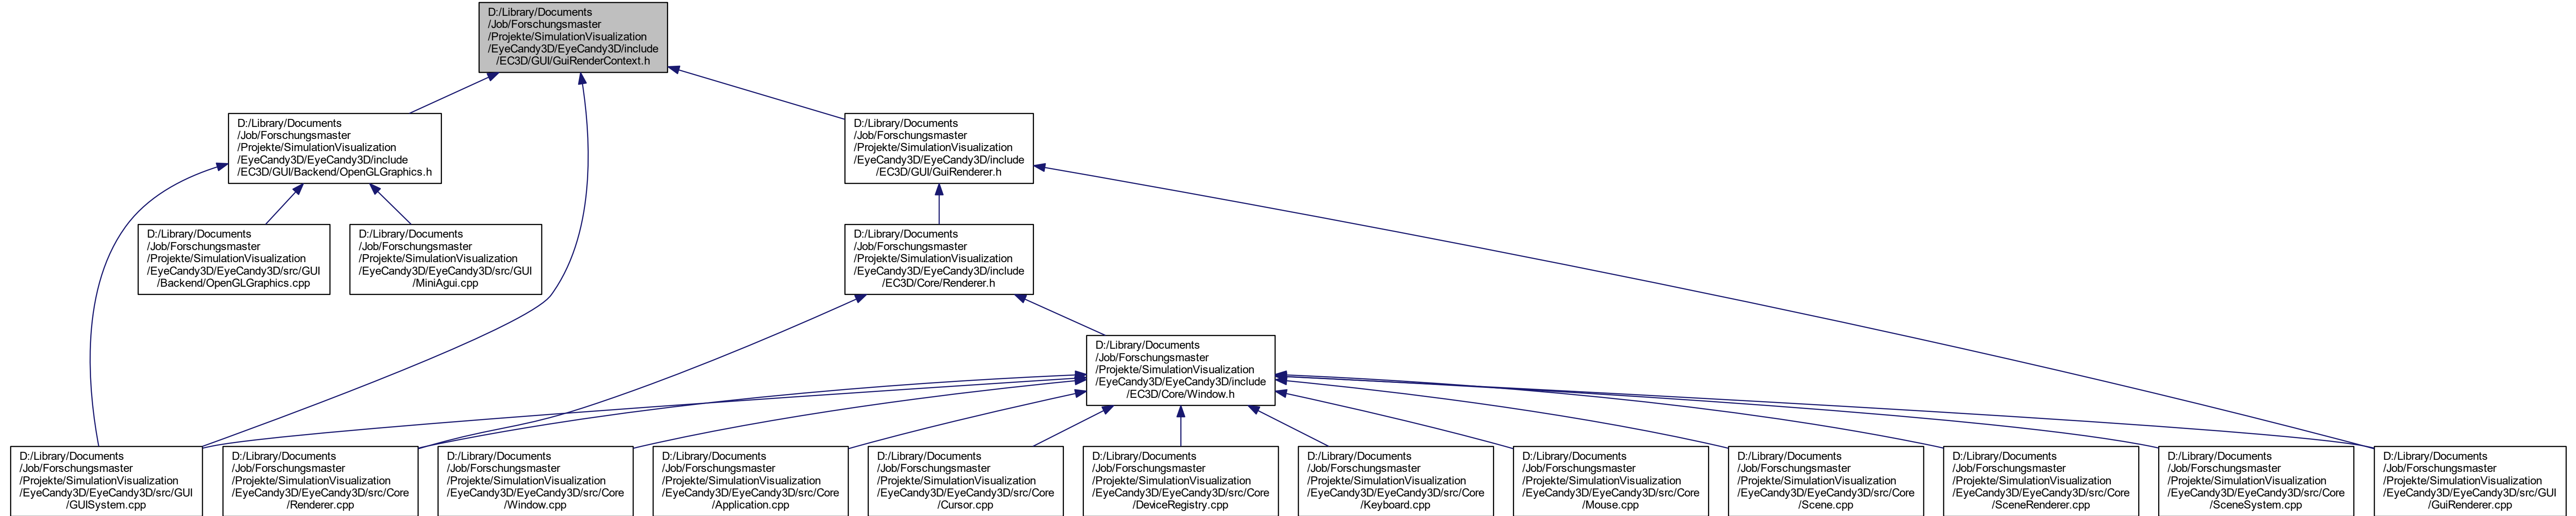 D:/Library/Documents
/Job/Forschungsmaster
/Projekte/SimulationVisualization
/EyeCandy3D/EyeCandy3D/include
/EC3D/GUI/GuiRenderContext.h
D:/Library/Documents
/Job/Forschungsmaster
/Projekte/SimulationVisualization
/EyeCandy3D/EyeCandy3D/include
/EC3D/GUI/Backend/OpenGLGraphics.h
D:/Library/Documents
/Job/Forschungsmaster
/Projekte/SimulationVisualization
/EyeCandy3D/EyeCandy3D/include
/EC3D/GUI/GuiRenderer.h
D:/Library/Documents
/Job/Forschungsmaster
/Projekte/SimulationVisualization
/EyeCandy3D/EyeCandy3D/src/GUI
/Backend/OpenGLGraphics.cpp
D:/Library/Documents
/Job/Forschungsmaster
/Projekte/SimulationVisualization
/EyeCandy3D/EyeCandy3D/src/GUI
/MiniAgui.cpp
D:/Library/Documents
/Job/Forschungsmaster
/Projekte/SimulationVisualization
/EyeCandy3D/EyeCandy3D/include
/EC3D/Core/Renderer.h
D:/Library/Documents
/Job/Forschungsmaster
/Projekte/SimulationVisualization
/EyeCandy3D/EyeCandy3D/include
/EC3D/Core/Window.h
D:/Library/Documents
/Job/Forschungsmaster
/Projekte/SimulationVisualization
/EyeCandy3D/EyeCandy3D/src/GUI
/GUISystem.cpp
D:/Library/Documents
/Job/Forschungsmaster
/Projekte/SimulationVisualization
/EyeCandy3D/EyeCandy3D/src/Core
/Renderer.cpp
D:/Library/Documents
/Job/Forschungsmaster
/Projekte/SimulationVisualization
/EyeCandy3D/EyeCandy3D/src/Core
/Window.cpp
D:/Library/Documents
/Job/Forschungsmaster
/Projekte/SimulationVisualization
/EyeCandy3D/EyeCandy3D/src/Core
/Application.cpp
D:/Library/Documents
/Job/Forschungsmaster
/Projekte/SimulationVisualization
/EyeCandy3D/EyeCandy3D/src/Core
/Cursor.cpp
D:/Library/Documents
/Job/Forschungsmaster
/Projekte/SimulationVisualization
/EyeCandy3D/EyeCandy3D/src/Core
/DeviceRegistry.cpp
D:/Library/Documents
/Job/Forschungsmaster
/Projekte/SimulationVisualization
/EyeCandy3D/EyeCandy3D/src/Core
/Keyboard.cpp
D:/Library/Documents
/Job/Forschungsmaster
/Projekte/SimulationVisualization
/EyeCandy3D/EyeCandy3D/src/Core
/Mouse.cpp
D:/Library/Documents
/Job/Forschungsmaster
/Projekte/SimulationVisualization
/EyeCandy3D/EyeCandy3D/src/Core
/Scene.cpp
D:/Library/Documents
/Job/Forschungsmaster
/Projekte/SimulationVisualization
/EyeCandy3D/EyeCandy3D/src/Core
/SceneRenderer.cpp
D:/Library/Documents
/Job/Forschungsmaster
/Projekte/SimulationVisualization
/EyeCandy3D/EyeCandy3D/src/Core
/SceneSystem.cpp
D:/Library/Documents
/Job/Forschungsmaster
/Projekte/SimulationVisualization
/EyeCandy3D/EyeCandy3D/src/GUI
/GuiRenderer.cpp